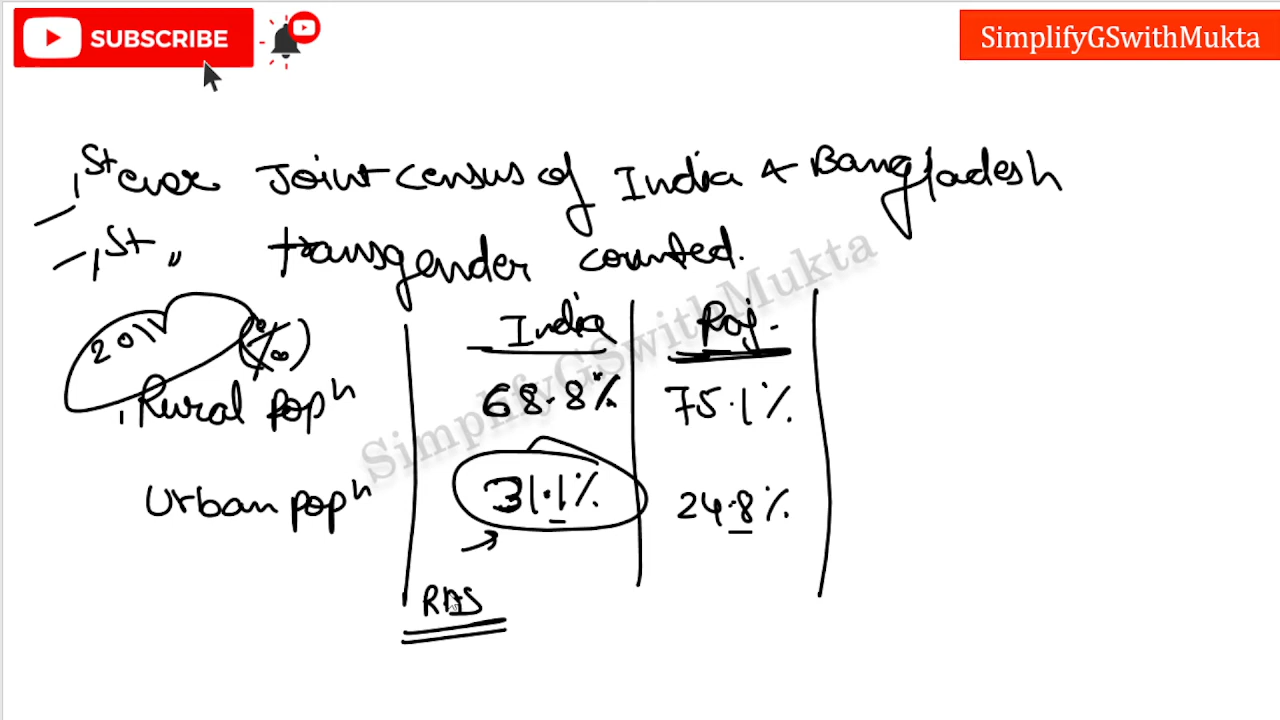 SUBSCRIBE
SimplifyGSwithMukta
1st ever Joint census of India & Bangladesh
1st " transgender counted.
2011 (%) India Raj.
Rural popn 68.8% 75.1%
Urban popn 31.1% 24.8%
RAS
SimplifyGSwithMukta